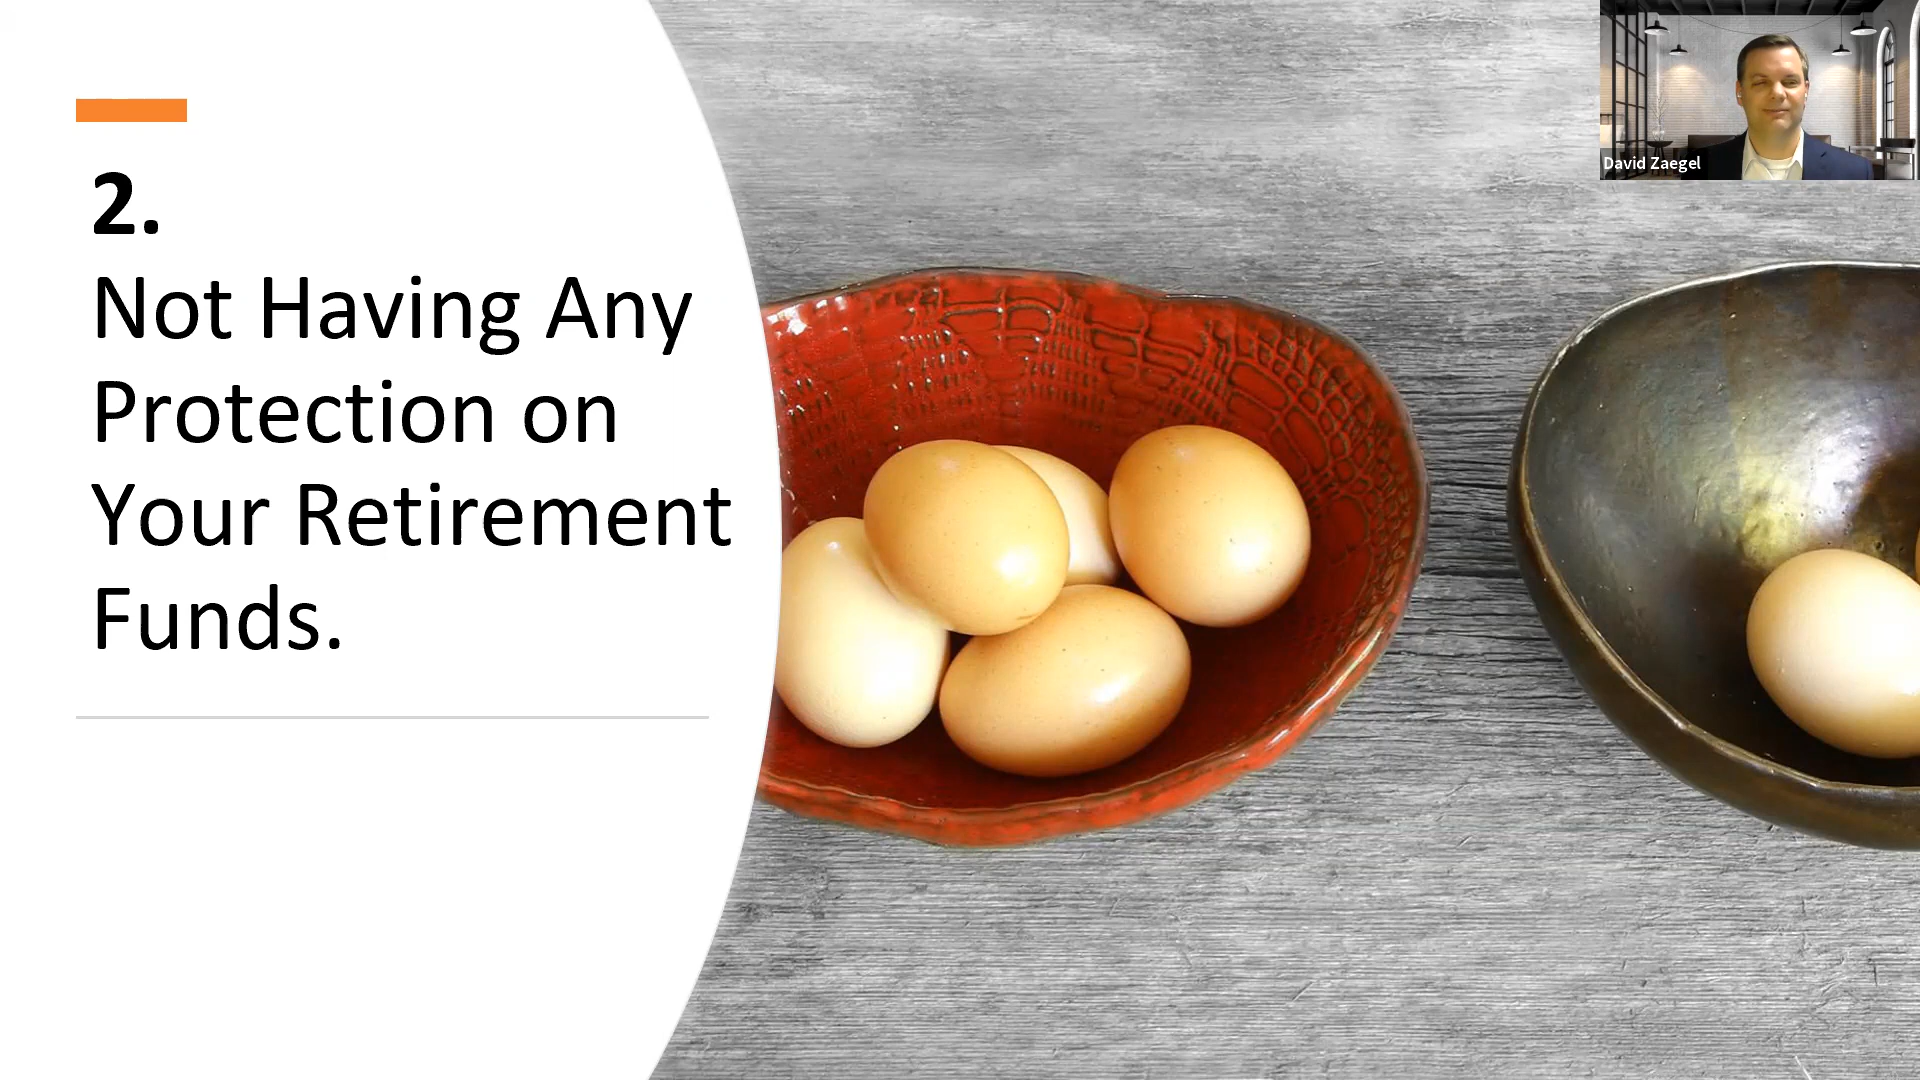 2.
Not Having Any
Protection on
Your Retirement
Funds.
David Zaegel